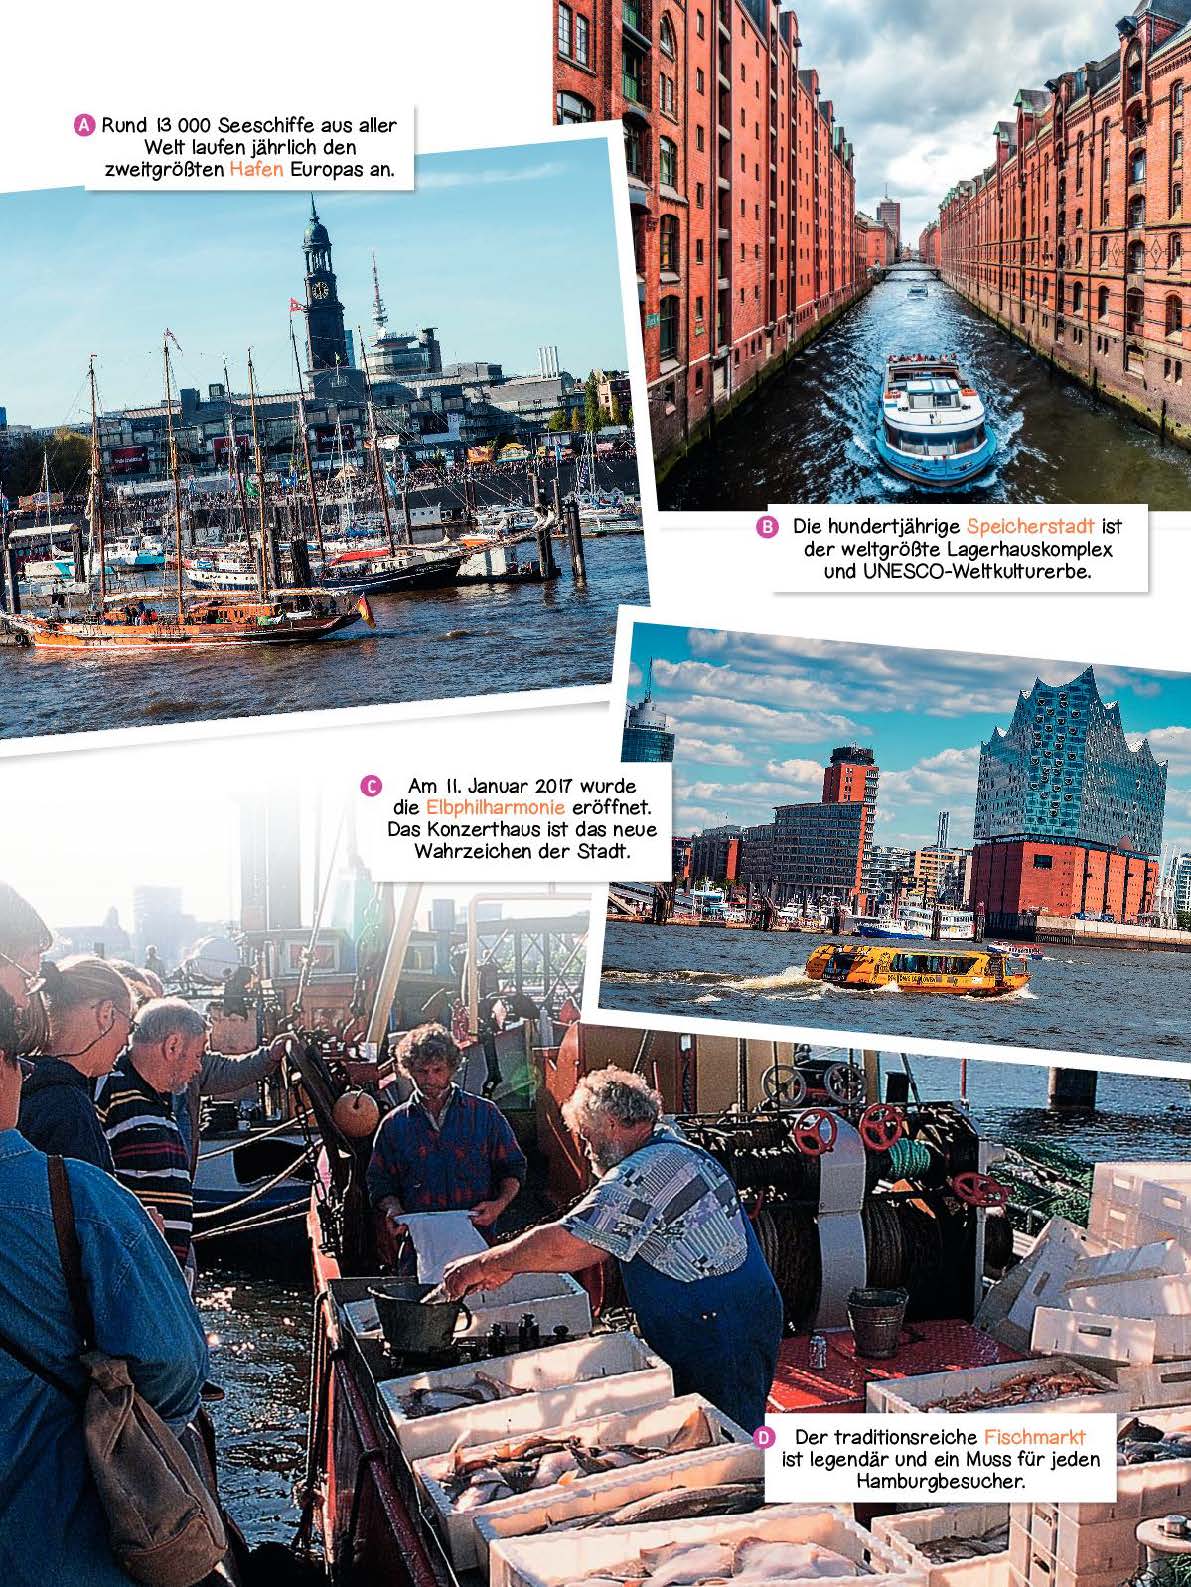 A Rund 13 000 Seeschiffe aus aller
Welt laufen jährlich den
zweitgrößten Hafen Europas an.
B Die hundertjährige Speicherstadt ist
der weltgrößte Lagerhauskomplex
und UNESCO-Weltkulturerbe.
C Am 11. Januar 2017 wurde
die Elbphilharmonie eröffnet.
Das Konzerthaus ist das neue
Wahrzeichen der Stadt.
D Der traditionsreiche Fischmarkt
ist legendär und ein Muss für jeden
Hamburgbesucher.